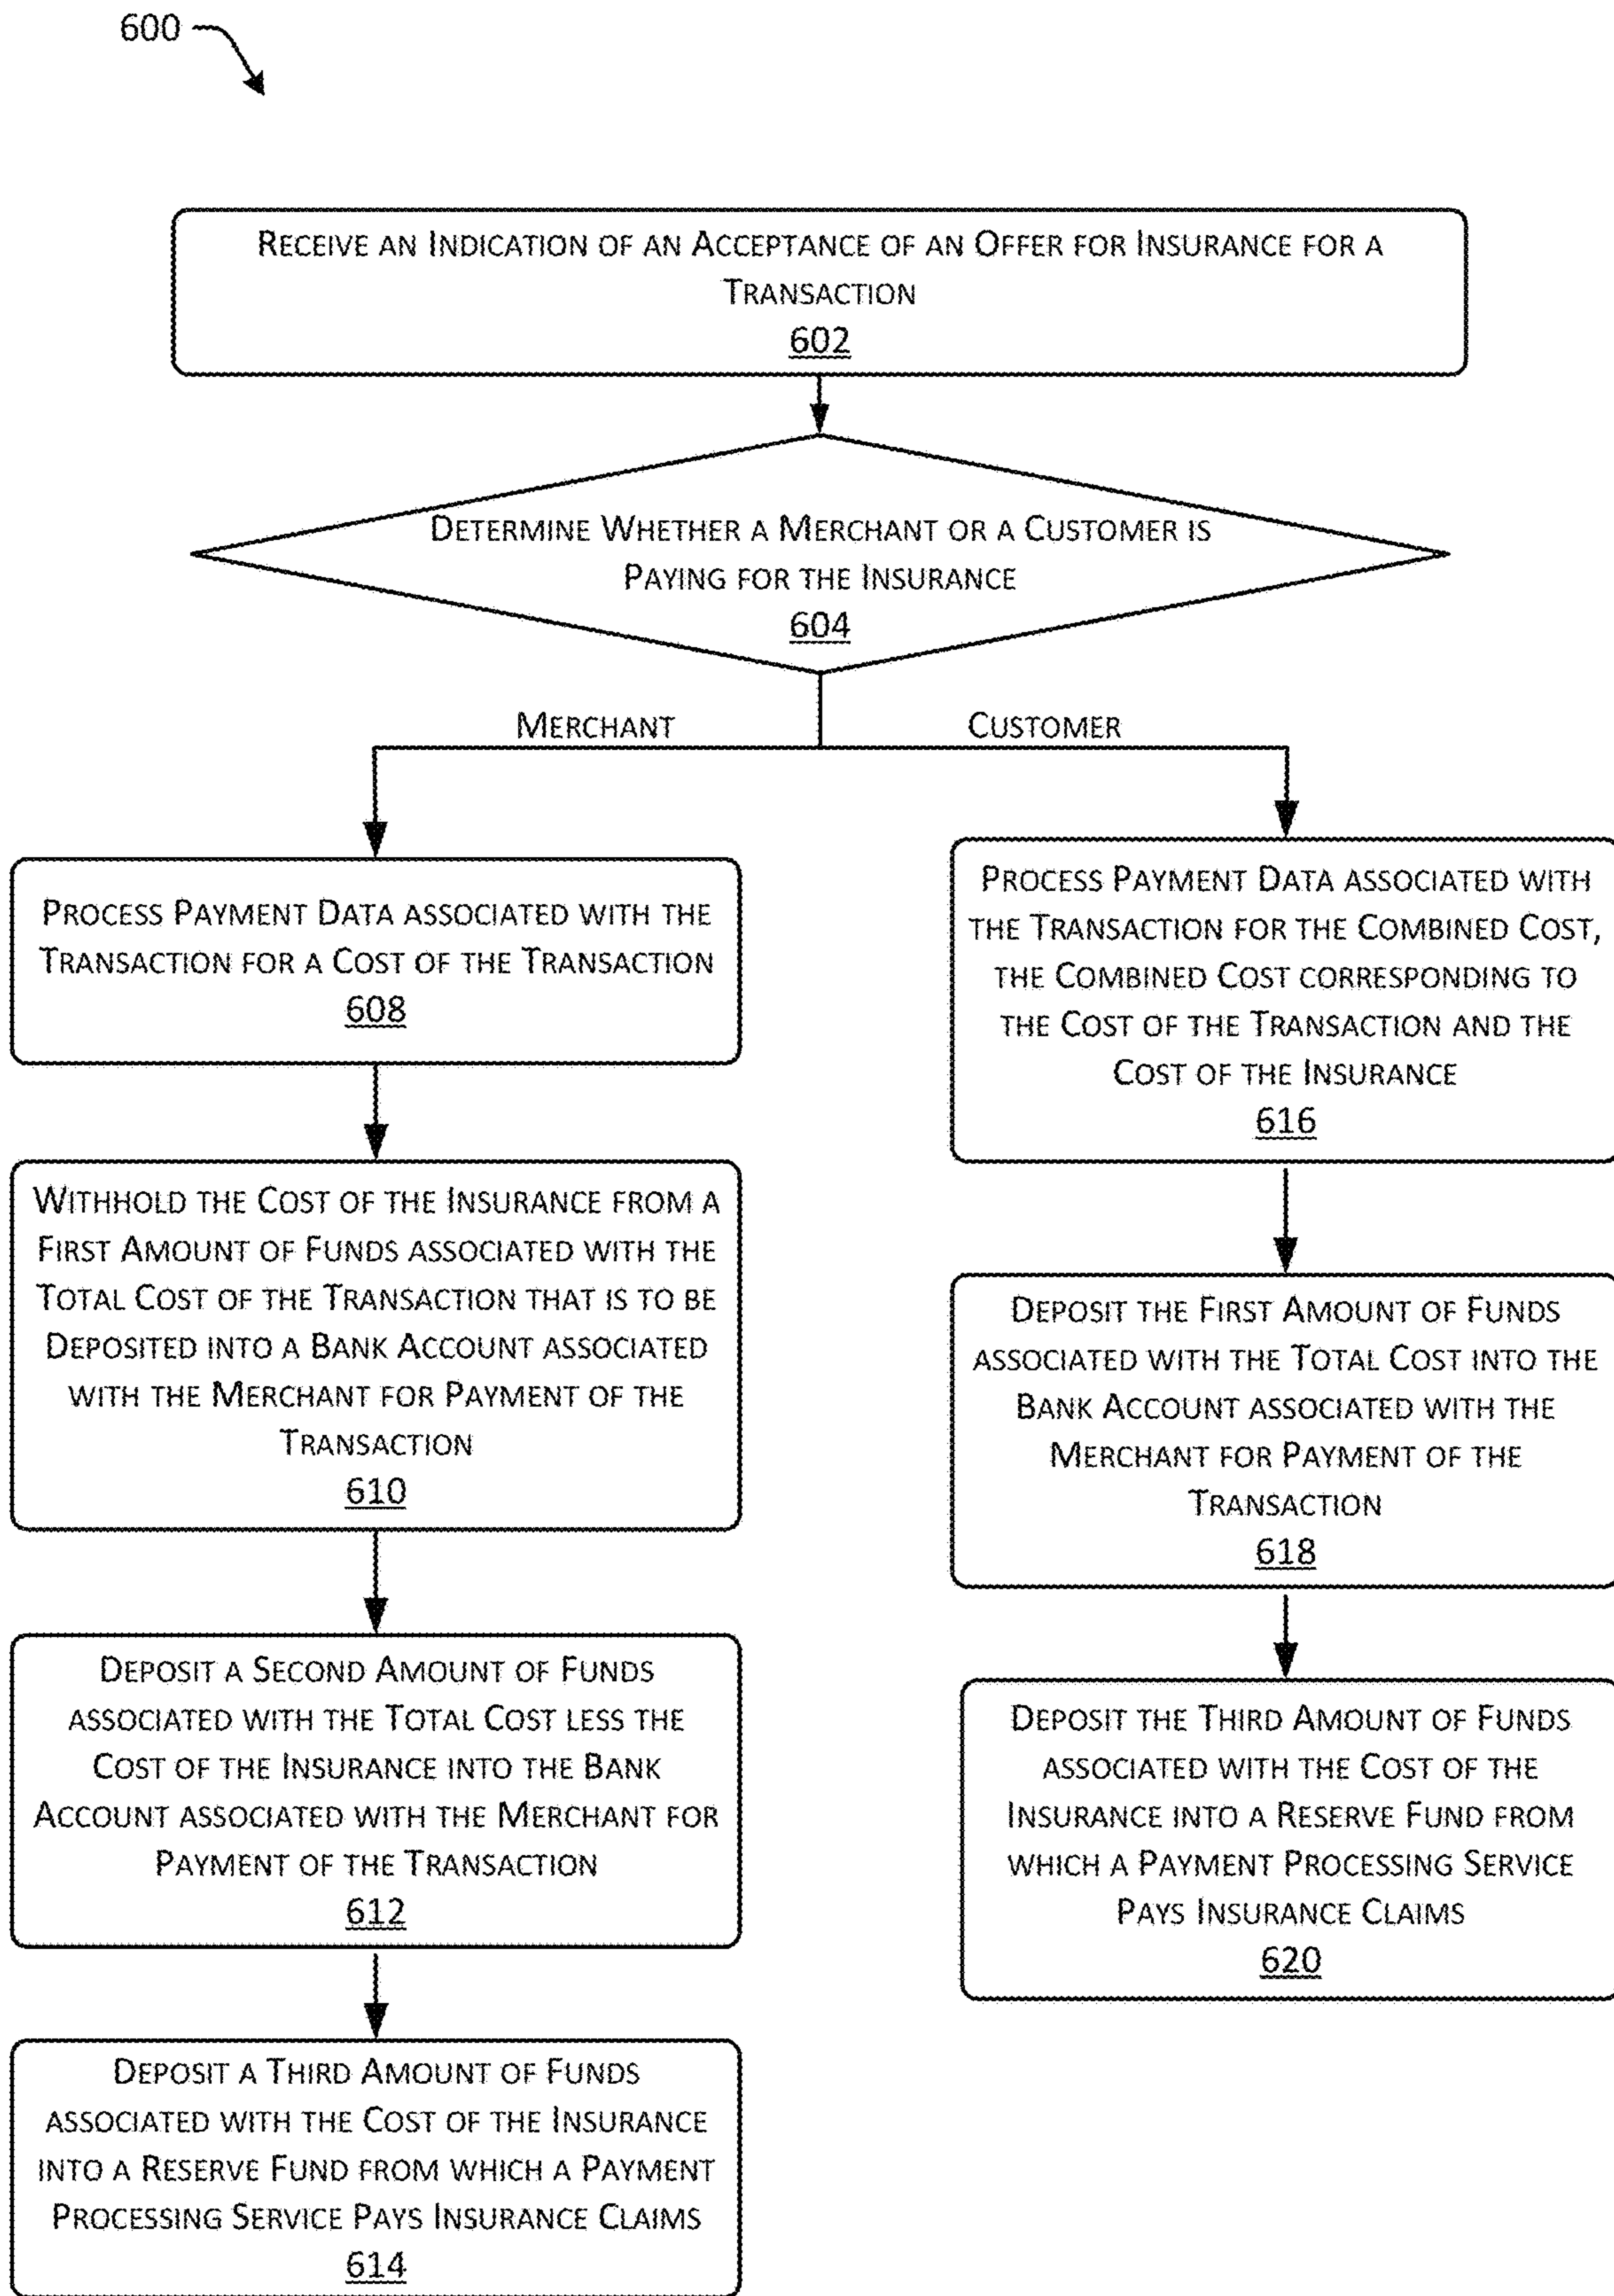 600
RECEIVE AN INDICATION OF AN ACCEPTANCE OF AN OFFER FOR INSURANCE FOR A
TRANSACTION
602
DETERMINE WHETHER A MERCHANT OR A CUSTOMER IS
PAYING FOR THE INSURANCE
604
MERCHANT
CUSTOMER
PROCESS PAYMENT DATA ASSOCIATED WITH THE
TRANSACTION FOR A COST OF THE TRANSACTION
608
WITHHOLD THE COST OF THE INSURANCE FROM A
FIRST AMOUNT OF FUNDS ASSOCIATED WITH THE
TOTAL COST OF THE TRANSACTION THAT IS TO BE
DEPOSITED INTO A BANK ACCOUNT ASSOCIATED
WITH THE MERCHANT FOR PAYMENT OF THE
TRANSACTION
610
DEPOSIT A SECOND AMOUNT OF FUNDS
ASSOCIATED WITH THE TOTAL COST LESS THE
COST OF THE INSURANCE INTO THE BANK
ACCOUNT ASSOCIATED WITH THE MERCHANT FOR
PAYMENT OF THE TRANSACTION
612
DEPOSIT A THIRD AMOUNT OF FUNDS
ASSOCIATED WITH THE COST OF THE INSURANCE
INTO A RESERVE FUND FROM WHICH A PAYMENT
PROCESSING SERVICE PAYS INSURANCE CLAIMS
614
PROCESS PAYMENT DATA ASSOCIATED WITH
THE TRANSACTION FOR THE COMBINED COST,
THE COMBINED COST CORRESPONDING TO
THE COST OF THE TRANSACTION AND THE
COST OF THE INSURANCE
616
DEPOSIT THE FIRST AMOUNT OF FUNDS
ASSOCIATED WITH THE TOTAL COST INTO THE
BANK ACCOUNT ASSOCIATED WITH THE
MERCHANT FOR PAYMENT OF THE
TRANSACTION
618
DEPOSIT THE THIRD AMOUNT OF FUNDS
ASSOCIATED WITH THE COST OF THE
INSURANCE INTO A RESERVE FUND FROM
WHICH A PAYMENT PROCESSING SERVICE
PAYS INSURANCE CLAIMS
620